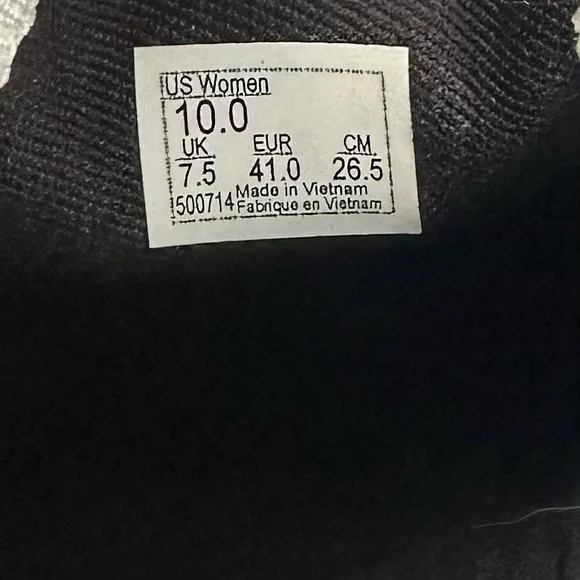 US Women
10.0
UK EUR CM
7.5 41.0 26.5
500714 Made in Vietnam
Fabrique en Vietnam